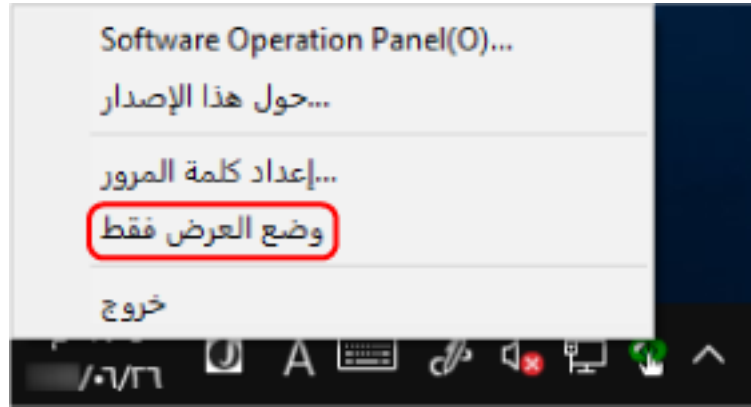 Software Operation Panel(O)...
حول هذا الإصدار...
إعداد كلمة المرور...
وضع العرض فقط
خروج
A
/٠٦/٢٦